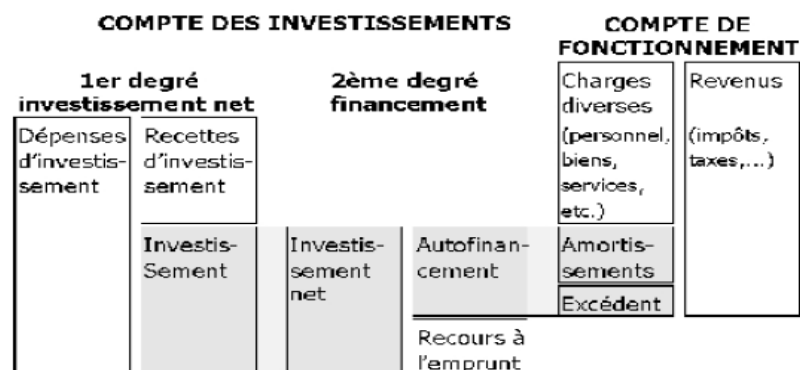 COMPTE DES INVESTISSEMENTS
COMPTE DE
FONCTIONNEMENT
1er degré
investissement net
2ème degré
financement
Dépenses
d'investis-
sement
Recettes
d'investis-
sement
Investis-
Sement
Investis-
sement
net
Autofinan-
cement
Recours à
l'emprunt
Charges
diverses
(personnel,
biens,
services,
etc.)
Amortis-
sements
Excédent
Revenus
(impôts,
taxes,...)